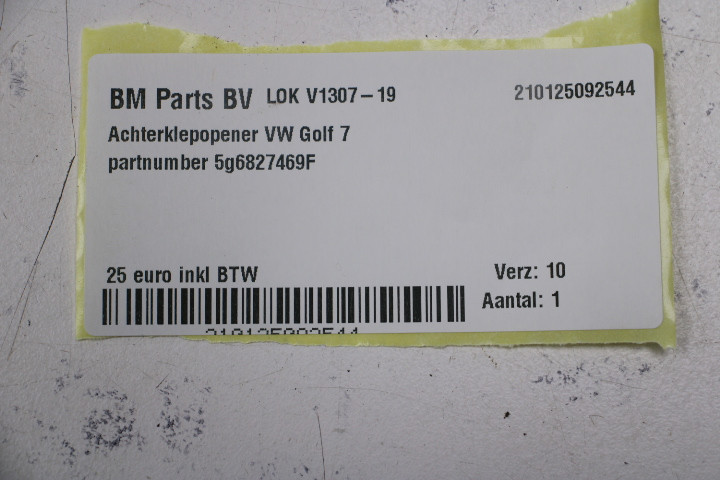 BM Parts BV LOK V1307-19 210125092544
Achterklepopener VW Golf 7
partnumber 5g6827469F
25 euro inkl BTW Verz: 10
Aantal: 1
210125092544